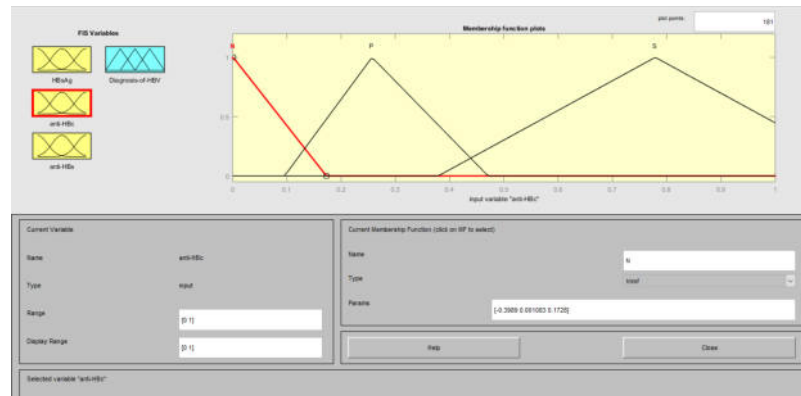 FIS Variables
Membership function plots
plot points:
181
HBsAg
Diagnosis-of-HBV
anti-HBc
anti-HBs
N
P
S
1
0.5
0
0
0.1
0.2
0.3
0.4
0.5
0.6
0.7
0.8
0.9
1
input variable "anti-HBc"
Current Variable
Name
anti-HBc
Type
input
Range
[0 1]
Display Range
[0 1]
Current Membership Function (click on MF to select)
Name
N
Type
trimf
Params
[-0.3989 0.001083 0.1728]
Help
Close
Selected variable "anti-HBc"